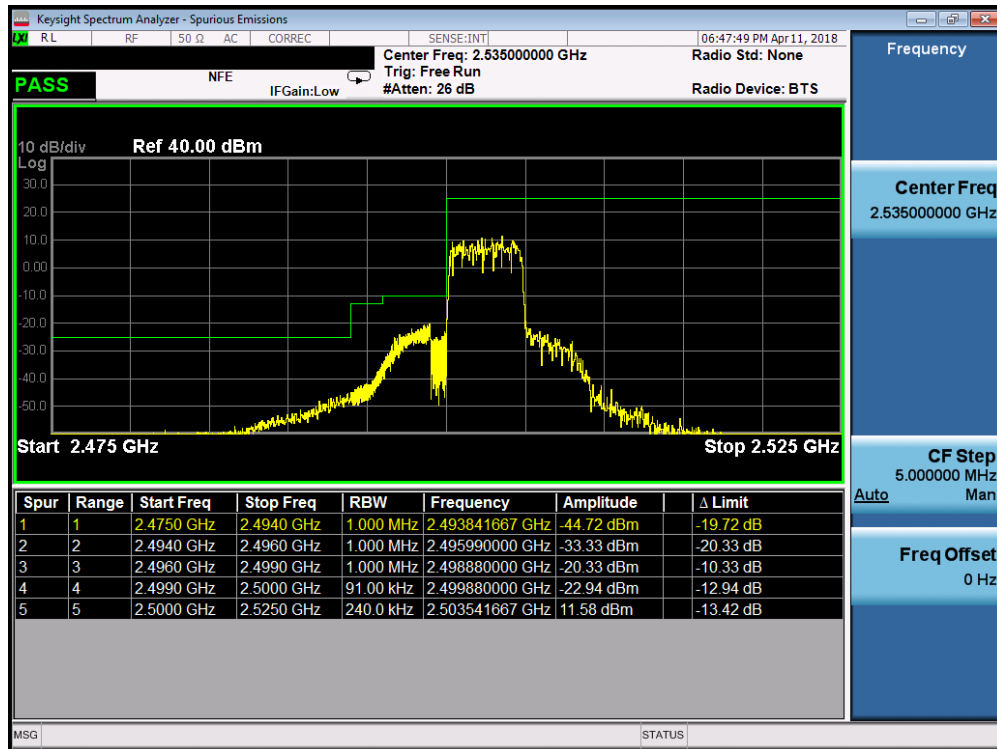 Keysight Spectrum Analyzer - Spurious Emissions
LXI RL RF 50 Ω AC CORREC SENSE:INT 06:47:49 PM Apr 11, 2018
Center Freq: 2.535000000 GHz Radio Std: None
NFE Trig: Free Run
PASS IFGain:Low #Atten: 26 dB Radio Device: BTS
10 dB/div Ref 40.00 dBm
Log
30.0
20.0
10.0
0.00
-10.0
-20.0
-30.0
-40.0
-50.0
Start 2.475 GHz Stop 2.525 GHz
Spur Range Start Freq Stop Freq RBW Frequency Amplitude Δ Limit
1 1 2.4750 GHz 2.4940 GHz 1.000 MHz 2.493841667 GHz -44.72 dBm -19.72 dB
2 2 2.4940 GHz 2.4960 GHz 1.000 MHz 2.495990000 GHz -33.33 dBm -20.33 dB
3 3 2.4960 GHz 2.4990 GHz 1.000 MHz 2.498880000 GHz -20.33 dBm -10.33 dB
4 4 2.4990 GHz 2.5000 GHz 91.00 kHz 2.499880000 GHz -22.94 dBm -12.94 dB
5 5 2.5000 GHz 2.5250 GHz 240.0 kHz 2.503541667 GHz 11.58 dBm -13.42 dB
Frequency
Center Freq
2.535000000 GHz
CF Step
5.000000 MHz
Auto Man
Freq Offset
0 Hz
MSG STATUS